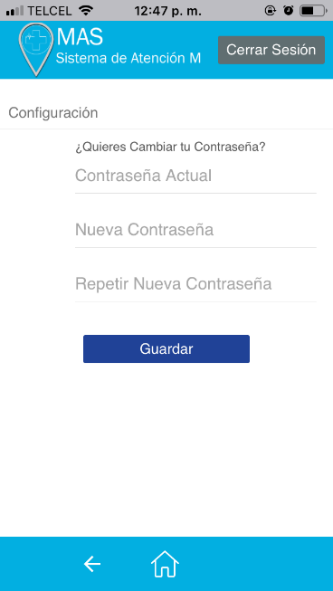 TELCEL 12:47 p. m.
MAS
Sistema de Atención M
Cerrar Sesión
Configuración
¿Quieres Cambiar tu Contraseña?
Contraseña Actual
Nueva Contraseña
Repetir Nueva Contraseña
Guardar